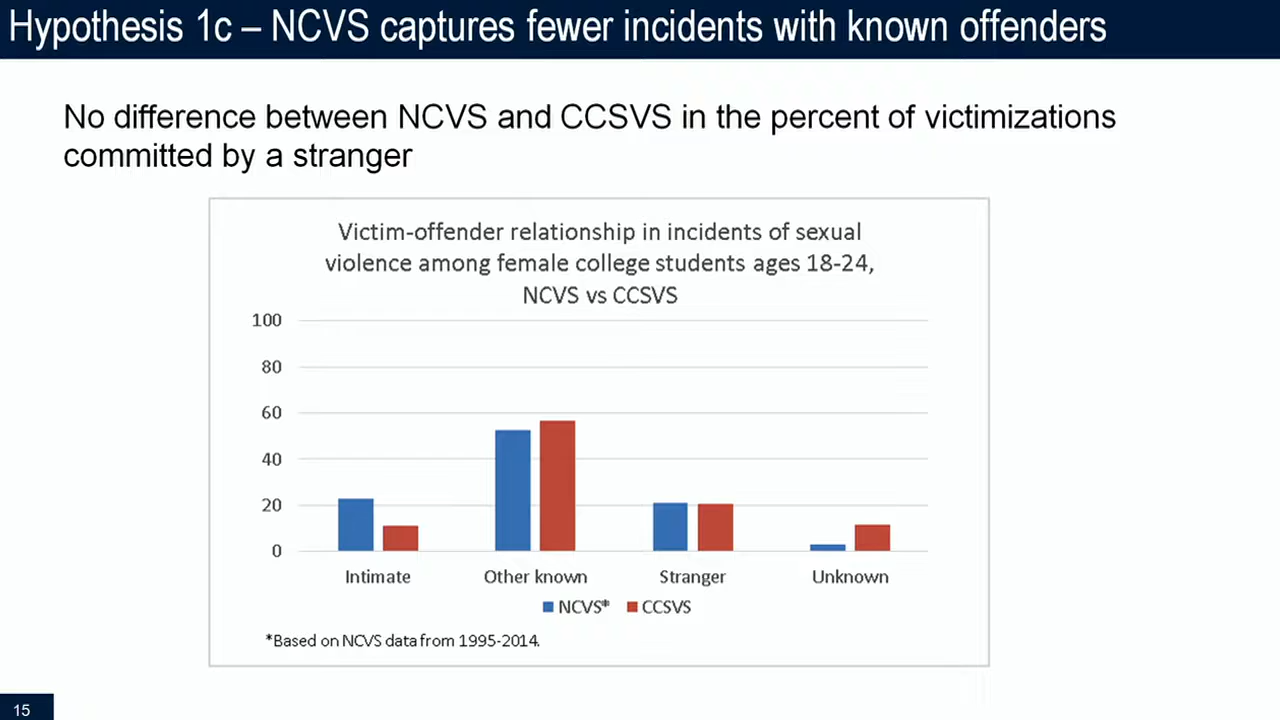 Hypothesis 1c – NCVS captures fewer incidents with known offenders
No difference between NCVS and CCSVS in the percent of victimizations
committed by a stranger
Victim-offender relationship in incidents of sexual
violence among female college students ages 18-24,
NCVS vs CCSVS
100
80
60
40
20
0
Intimate Other known Stranger Unknown
NCVS* CCSVS
*Based on NCVS data from 1995-2014.
15